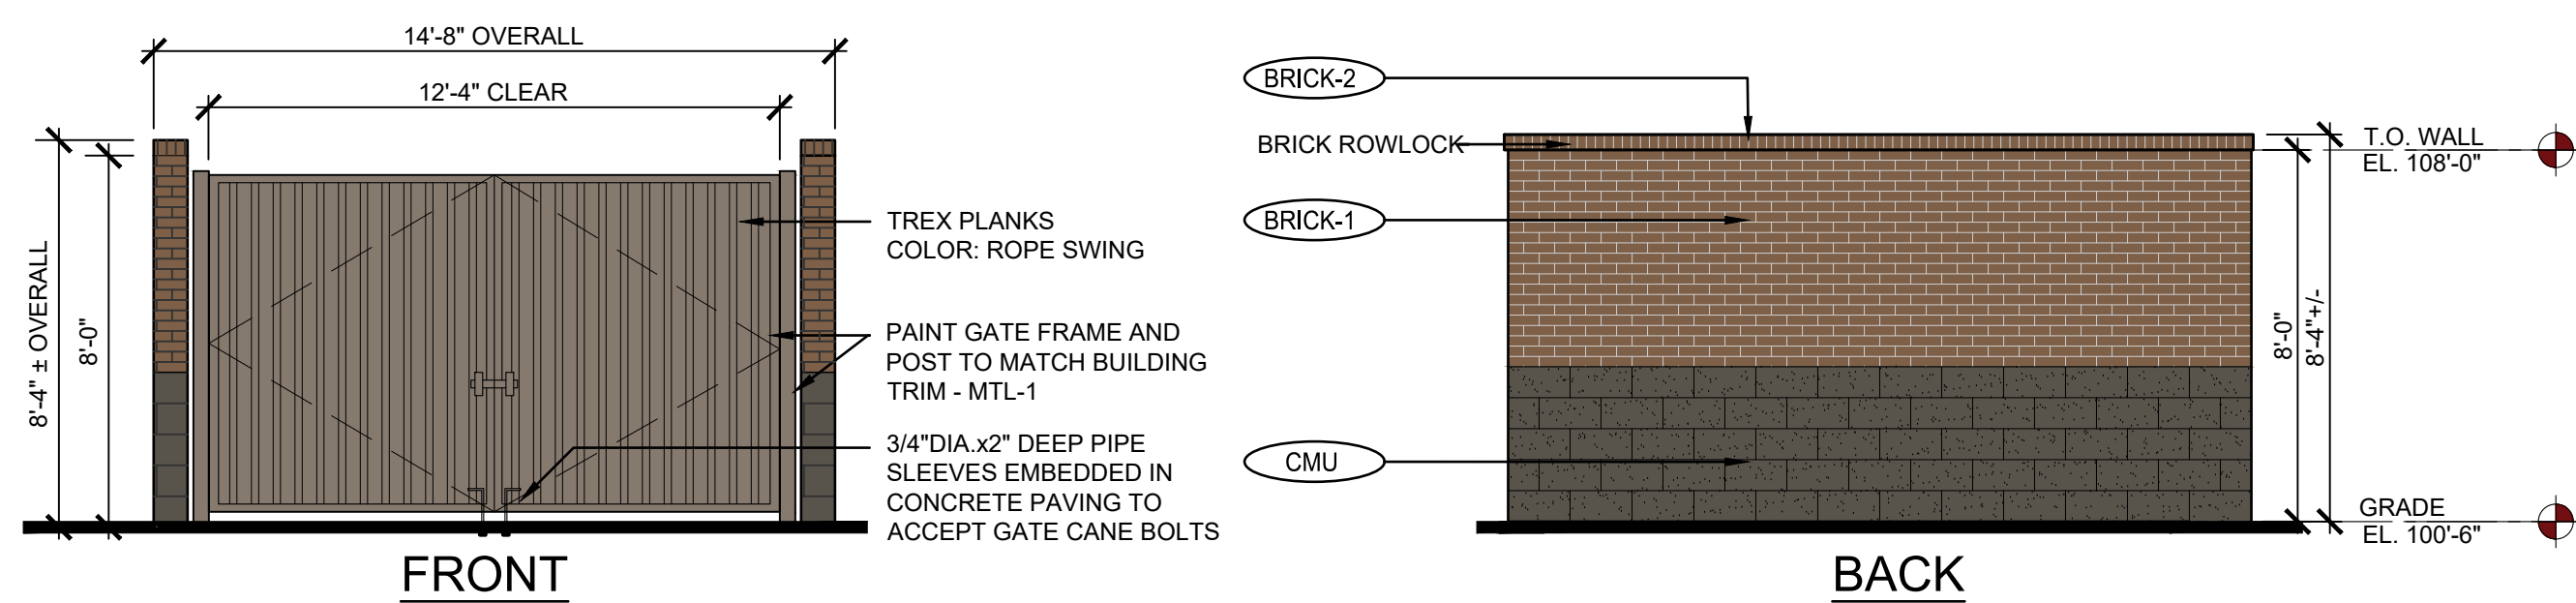 14'-8" OVERALL
12'-4" CLEAR
8'-4" ± OVERALL
8'-0"
TREX PLANKS
COLOR: ROPE SWING
PAINT GATE FRAME AND
POST TO MATCH BUILDING
TRIM - MTL-1
3/4"DIA.x2" DEEP PIPE
SLEEVES EMBEDDED IN
CONCRETE PAVING TO
ACCEPT GATE CANE BOLTS
FRONT
BRICK-2
BRICK ROWLOCK
BRICK-1
CMU
8'-0"
8'-4"+/-
T.O. WALL
EL. 108'-0"
GRADE
EL. 100'-6"
BACK